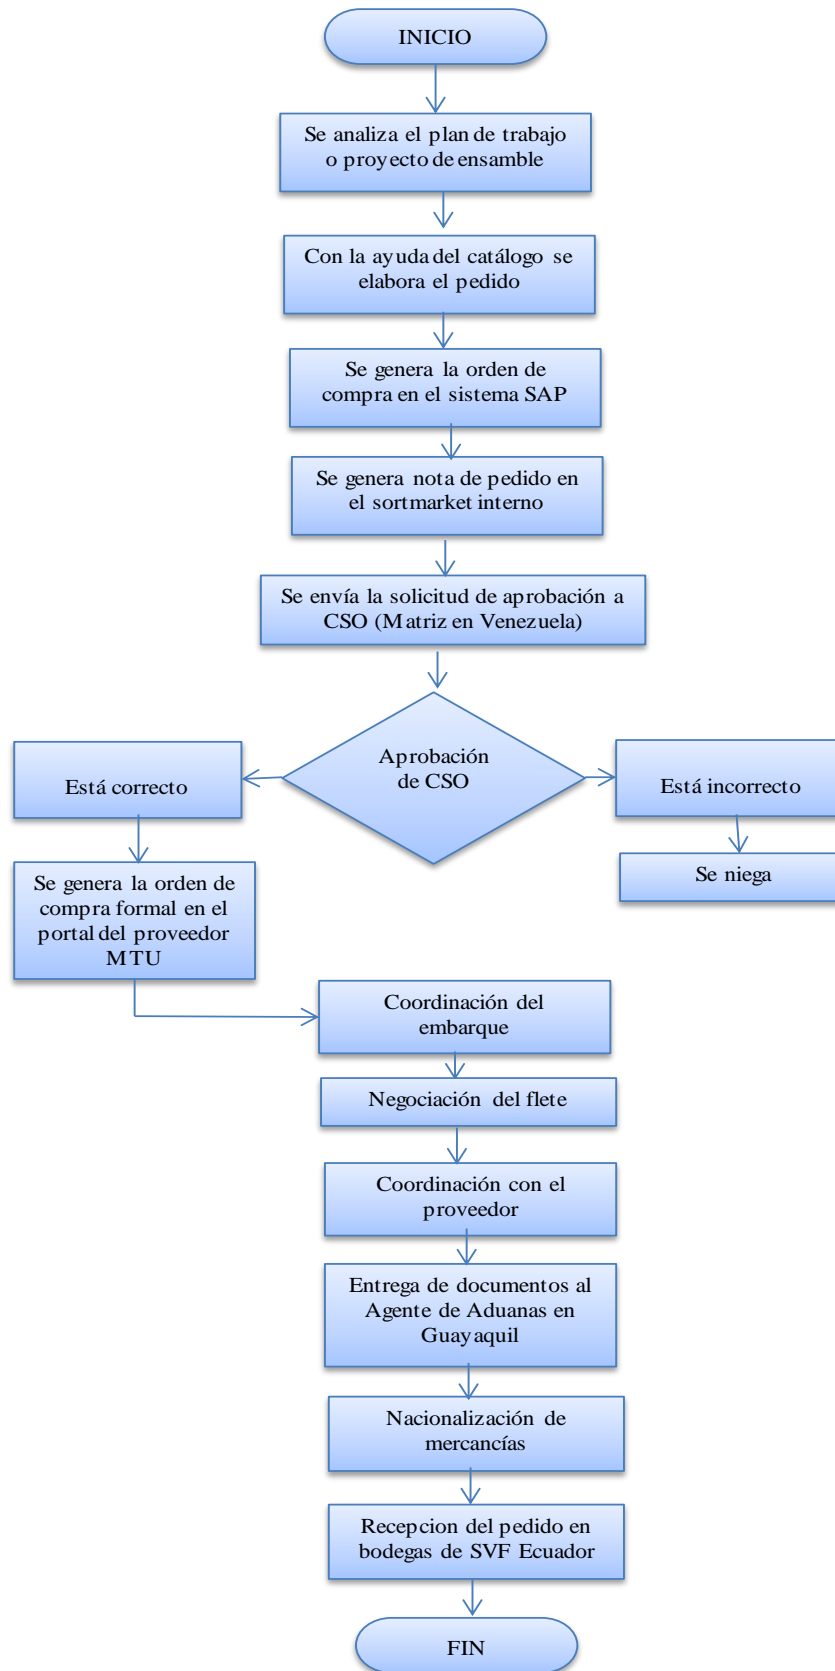 INICIO
Se analiza el plan de trabajo
o proyecto de ensamble
Con la ayuda del catálogo se
elabora el pedido
Se genera la orden de
compra en el sistema SAP
Se genera nota de pedido en
el sortmarket interno
Se envía la solicitud de aprobación a
CSO (Matriz en Venezuela)
Aprobación
de CSO
Está correcto
Está incorrecto
Se niega
Se genera la orden de
compra formal en el
portal del proveedor
MTU
Coordinación del
embarque
Negociación del flete
Coordinación con el
proveedor
Entrega de documentos al
Agente de Aduanas en
Guayaquil
Nacionalización de
mercancías
Recepcion del pedido en
bodegas de SVF Ecuador
FIN